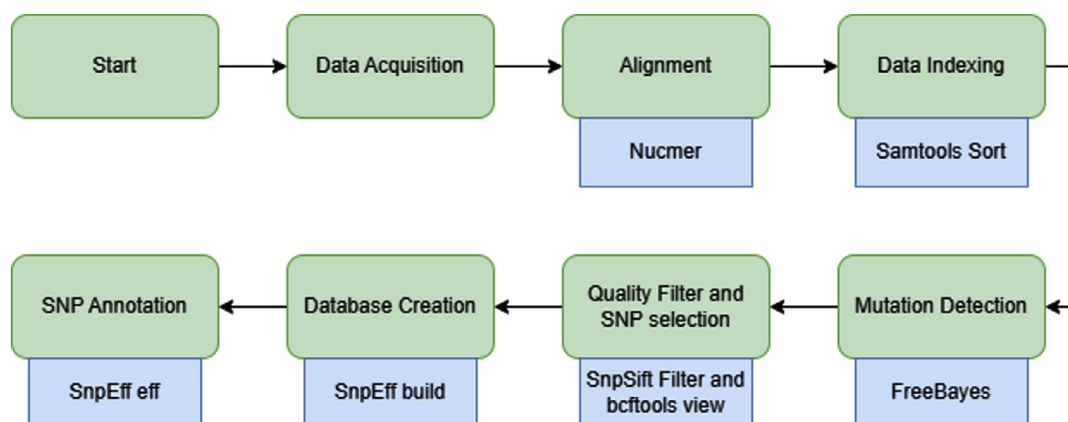 Start
Data Acquisition
Alignment
Data Indexing
Nucmer
Samtools Sort
SNP Annotation
Database Creation
Quality Filter and
SNP selection
Mutation Detection
SnpEff eff
SnpEff build
SnpSift Filter and
bcftools view
FreeBayes